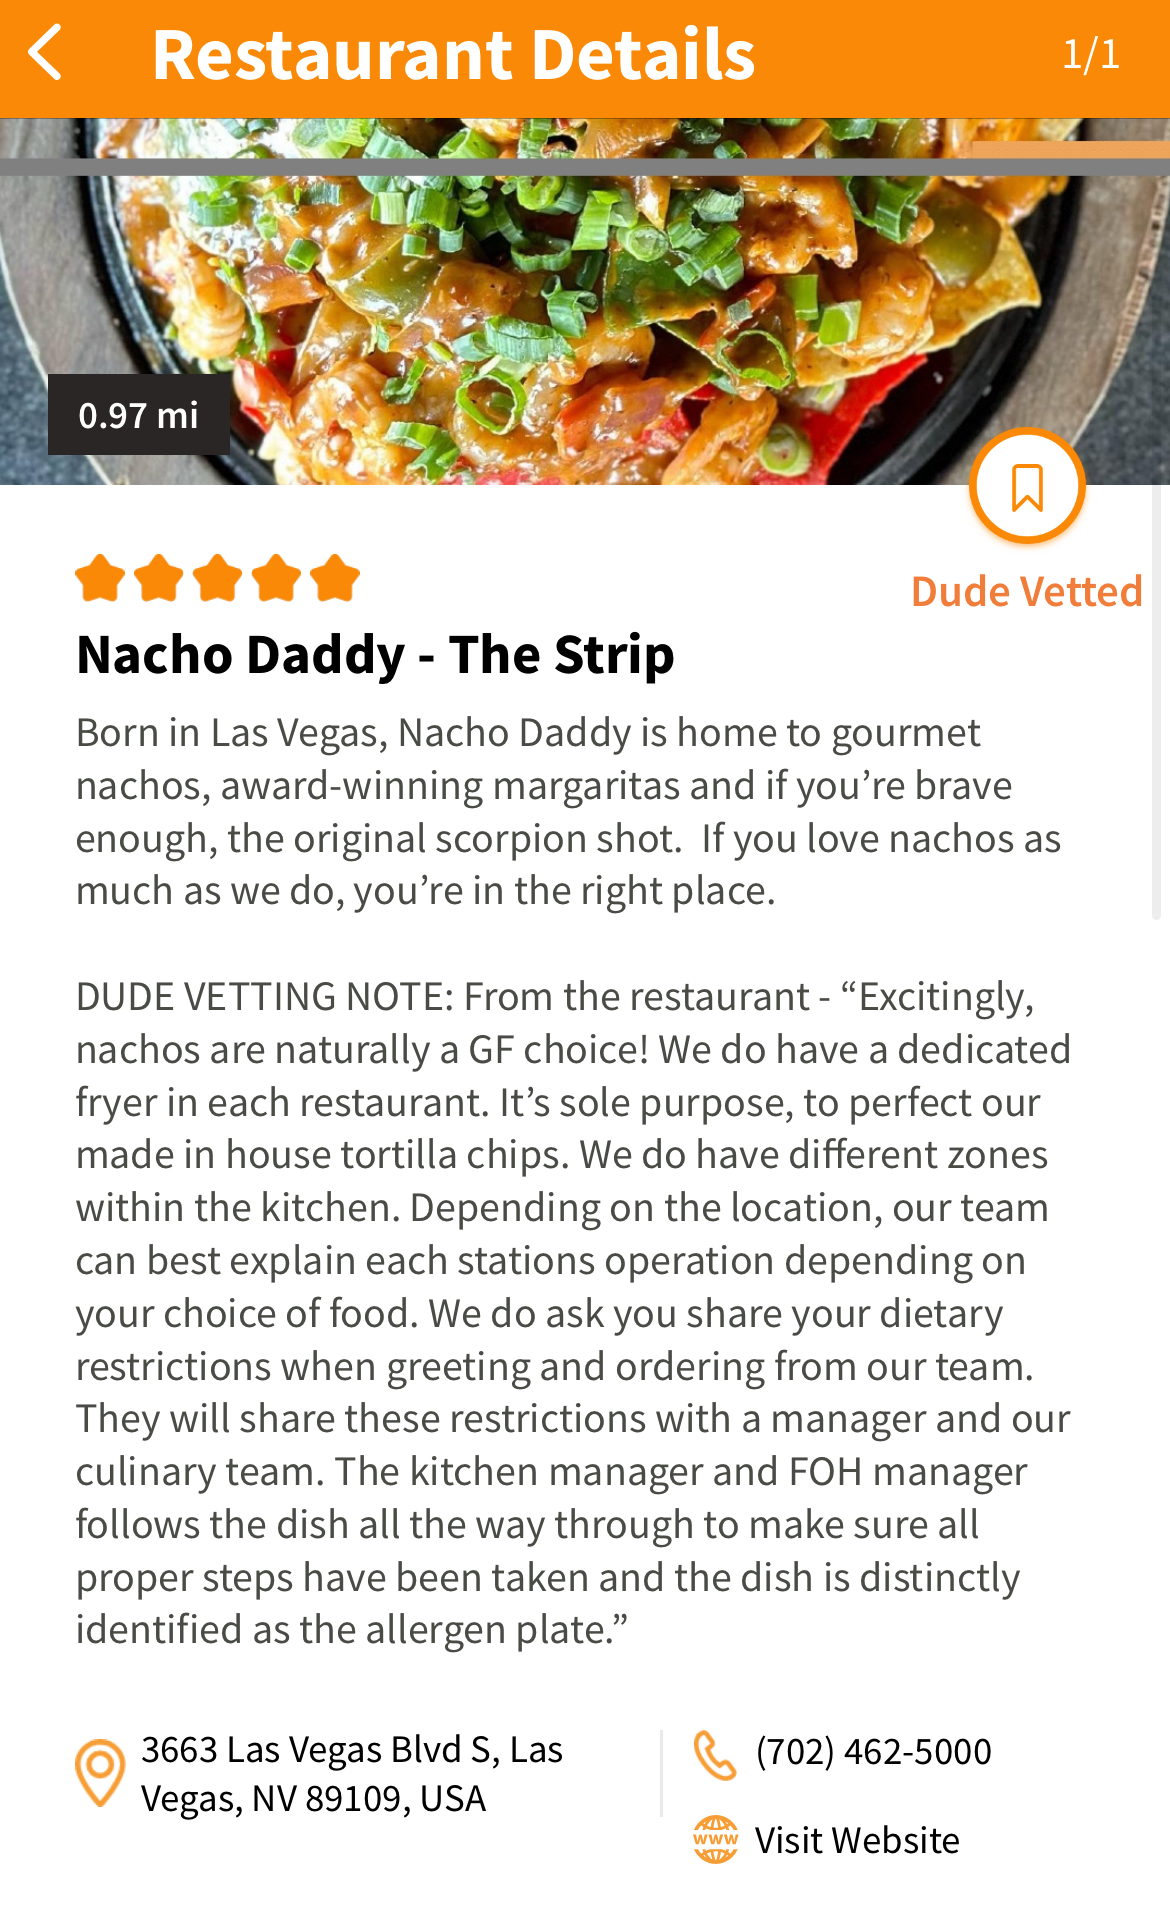 Restaurant Details
1/1
0.97 mi
Dude Vetted
Nacho Daddy - The Strip
Born in Las Vegas, Nacho Daddy is home to gourmet
nachos, award-winning margaritas and if you’re brave
enough, the original scorpion shot.  If you love nachos as
much as we do, you’re in the right place.
DUDE VETTING NOTE: From the restaurant - “Excitingly,
nachos are naturally a GF choice! We do have a dedicated
fryer in each restaurant. It’s sole purpose, to perfect our
made in house tortilla chips. We do have different zones
within the kitchen. Depending on the location, our team
can best explain each stations operation depending on
your choice of food. We do ask you share your dietary
restrictions when greeting and ordering from our team.
They will share these restrictions with a manager and our
culinary team. The kitchen manager and FOH manager
follows the dish all the way through to make sure all
proper steps have been taken and the dish is distinctly
identified as the allergen plate.”
3663 Las Vegas Blvd S, Las
Vegas, NV 89109, USA
(702) 462-5000
www
Visit Website